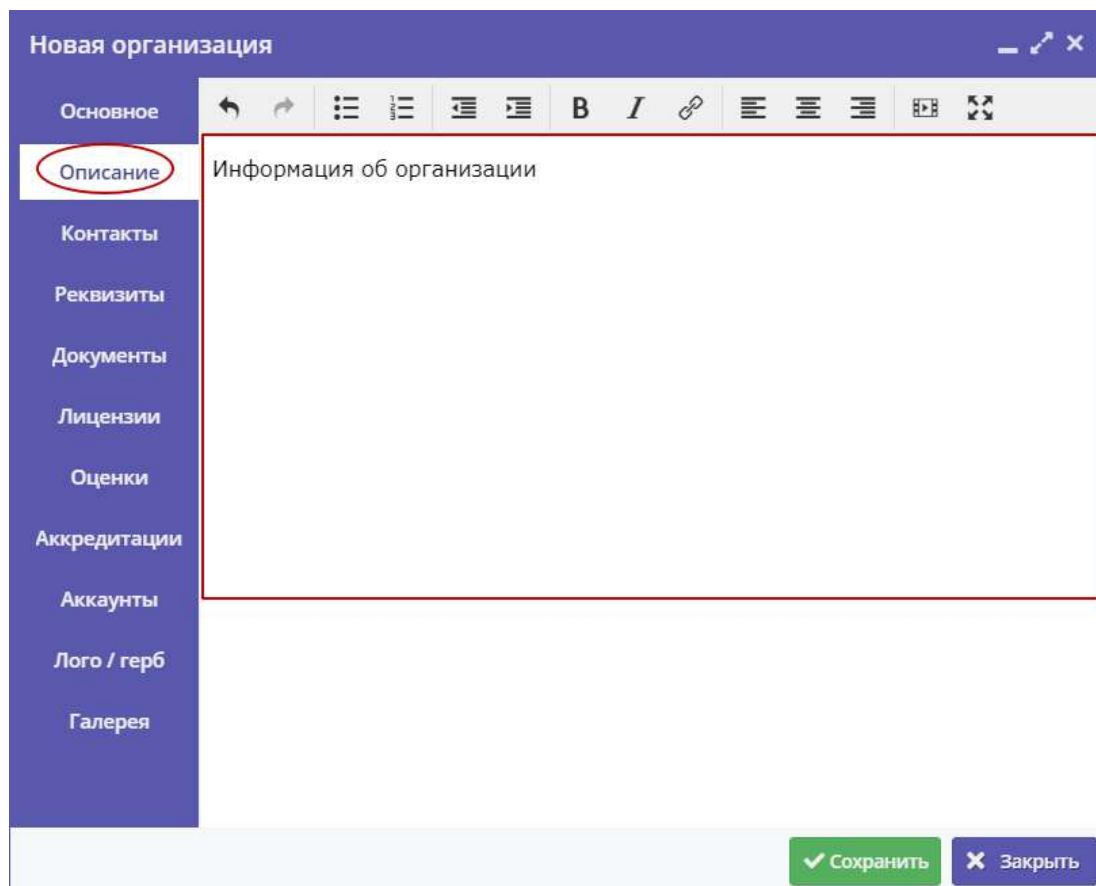 Новая организация
Основное
Описание
Контакты
Реквизиты
Документы
Лицензии
Оценки
Аккредитации
Аккаунты
Лого / герб
Галерея
B I
Информация об организации
Сохранить
Закрыть